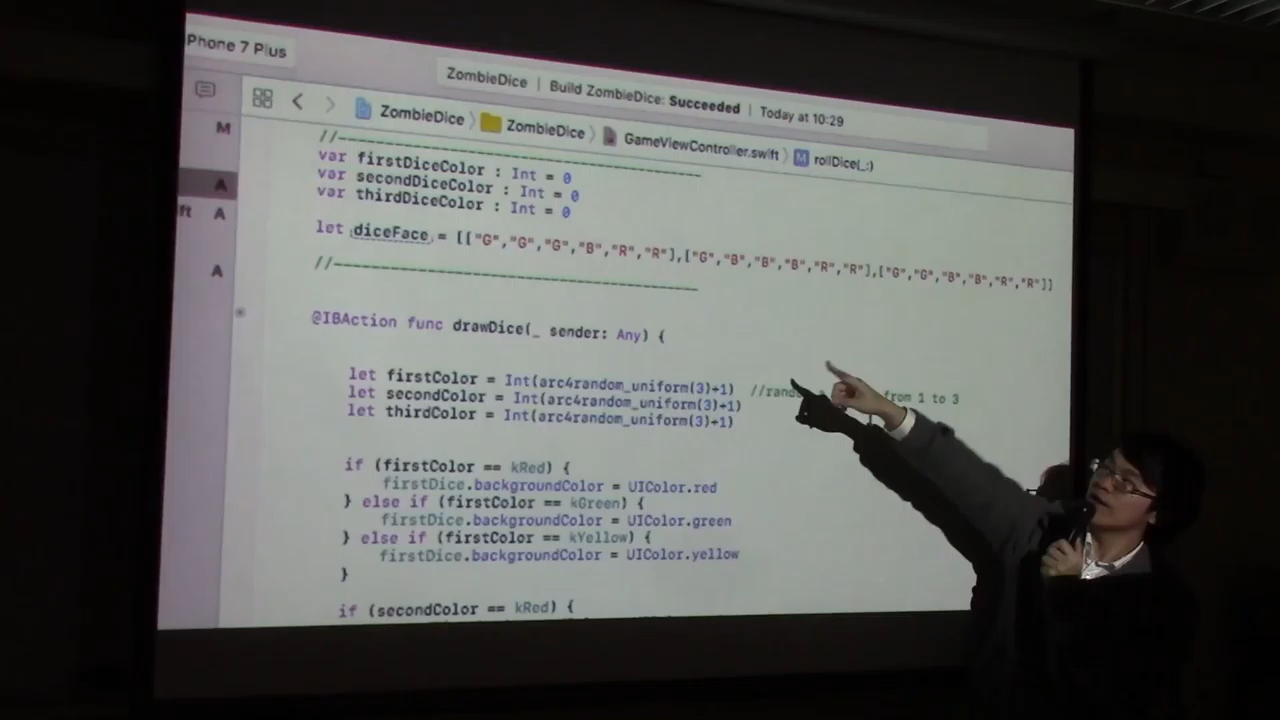 Phone 7 Plus
ZombieDice | Build ZombieDice: Succeeded | Today at 10:29
ZombieDice ZombieDice GameViewController.swift M rollDice(_:)
M
A
ft A
A
//
var firstDiceColor : Int = 0
var secondDiceColor : Int = 0
var thirdDiceColor : Int = 0
let diceFace = [["G","G","G","B","R","R"],["G","B","B","B","R","R"],["G","G","B","B","R","R"]]
//
@IBAction func drawDice(_ sender: Any) {
let firstColor = Int(arc4random_uniform(3)+1) //rand from 1 to 3
let secondColor = Int(arc4random_uniform(3)+1)
let thirdColor = Int(arc4random_uniform(3)+1)
if (firstColor == kRed) {
firstDice.backgroundColor = UIColor.red
} else if (firstColor == kGreen) {
firstDice.backgroundColor = UIColor.green
} else if (firstColor == kYellow) {
firstDice.backgroundColor = UIColor.yellow
}
if (secondColor == kRed) {